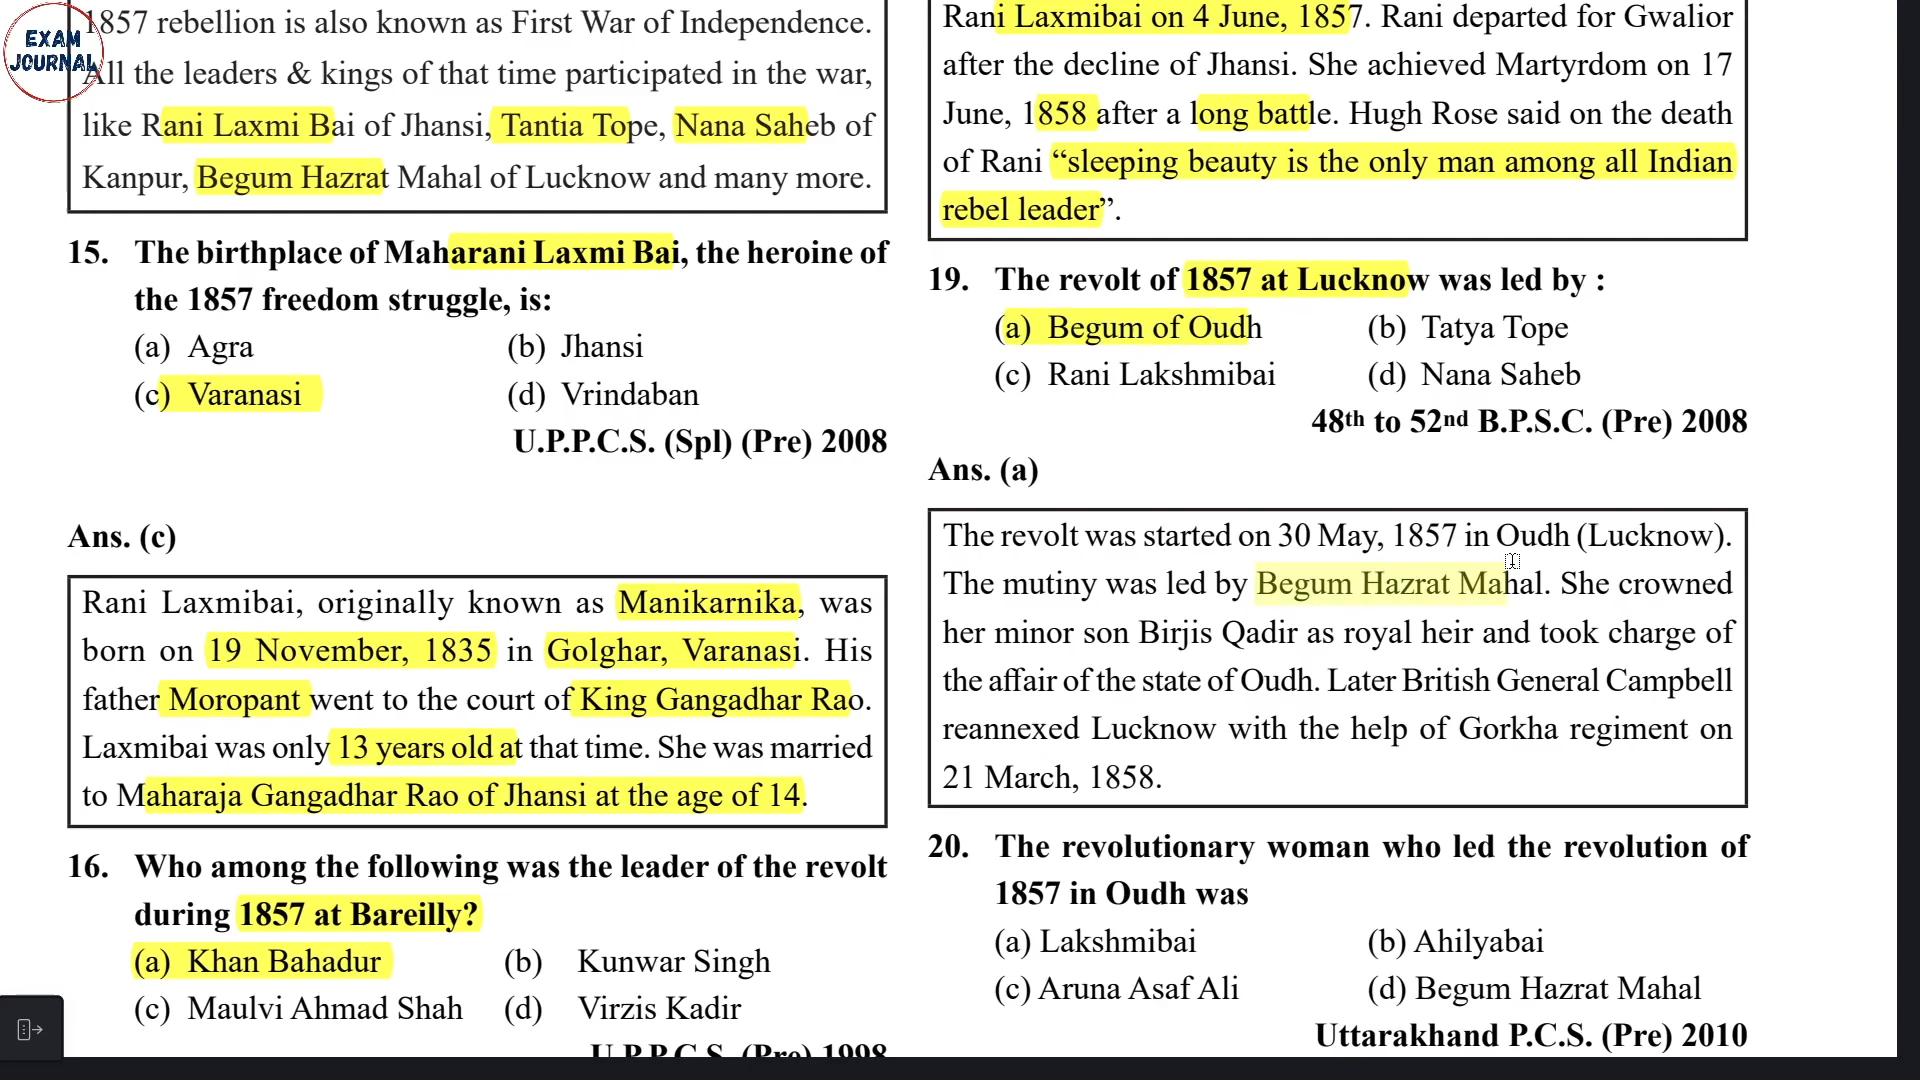 EXAM
JOURNAL
1857 rebellion is also known as First War of Independence.
All the leaders & kings of that time participated in the war,
like Rani Laxmi Bai of Jhansi, Tantia Tope, Nana Saheb of
Kanpur, Begum Hazrat Mahal of Lucknow and many more.
15. The birthplace of Maharani Laxmi Bai, the heroine of
the 1857 freedom struggle, is:
(a) Agra (b) Jhansi
(c) Varanasi (d) Vrindaban
U.P.P.C.S. (Spl) (Pre) 2008
Ans. (c)
Rani Laxmibai, originally known as Manikarnika, was
born on 19 November, 1835 in Golghar, Varanasi. His
father Moropant went to the court of King Gangadhar Rao.
Laxmibai was only 13 years old at that time. She was married
to Maharaja Gangadhar Rao of Jhansi at the age of 14.
16. Who among the following was the leader of the revolt
during 1857 at Bareilly?
(a) Khan Bahadur (b) Kunwar Singh
(c) Maulvi Ahmad Shah (d) Virzis Kadir
U.P.P.C.S. (Pre) 1998
Rani Laxmibai on 4 June, 1857. Rani departed for Gwalior
after the decline of Jhansi. She achieved Martyrdom on 17
June, 1858 after a long battle. Hugh Rose said on the death
of Rani “sleeping beauty is the only man among all Indian
rebel leader”.
19. The revolt of 1857 at Lucknow was led by :
(a) Begum of Oudh (b) Tatya Tope
(c) Rani Lakshmibai (d) Nana Saheb
48th to 52nd B.P.S.C. (Pre) 2008
Ans. (a)
The revolt was started on 30 May, 1857 in Oudh (Lucknow).
The mutiny was led by Begum Hazrat Mahal. She crowned
her minor son Birjis Qadir as royal heir and took charge of
the affair of the state of Oudh. Later British General Campbell
reannexed Lucknow with the help of Gorkha regiment on
21 March, 1858.
20. The revolutionary woman who led the revolution of
1857 in Oudh was
(a) Lakshmibai (b) Ahilyabai
(c) Aruna Asaf Ali (d) Begum Hazrat Mahal
Uttarakhand P.C.S. (Pre) 2010